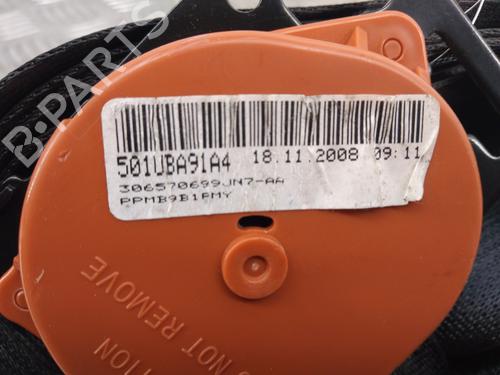 B-PARTS
501UBA91A4 18.11.2008 09:11
306570699JN7-AA
PPMB9B1PMY
DO NOT REMOVE